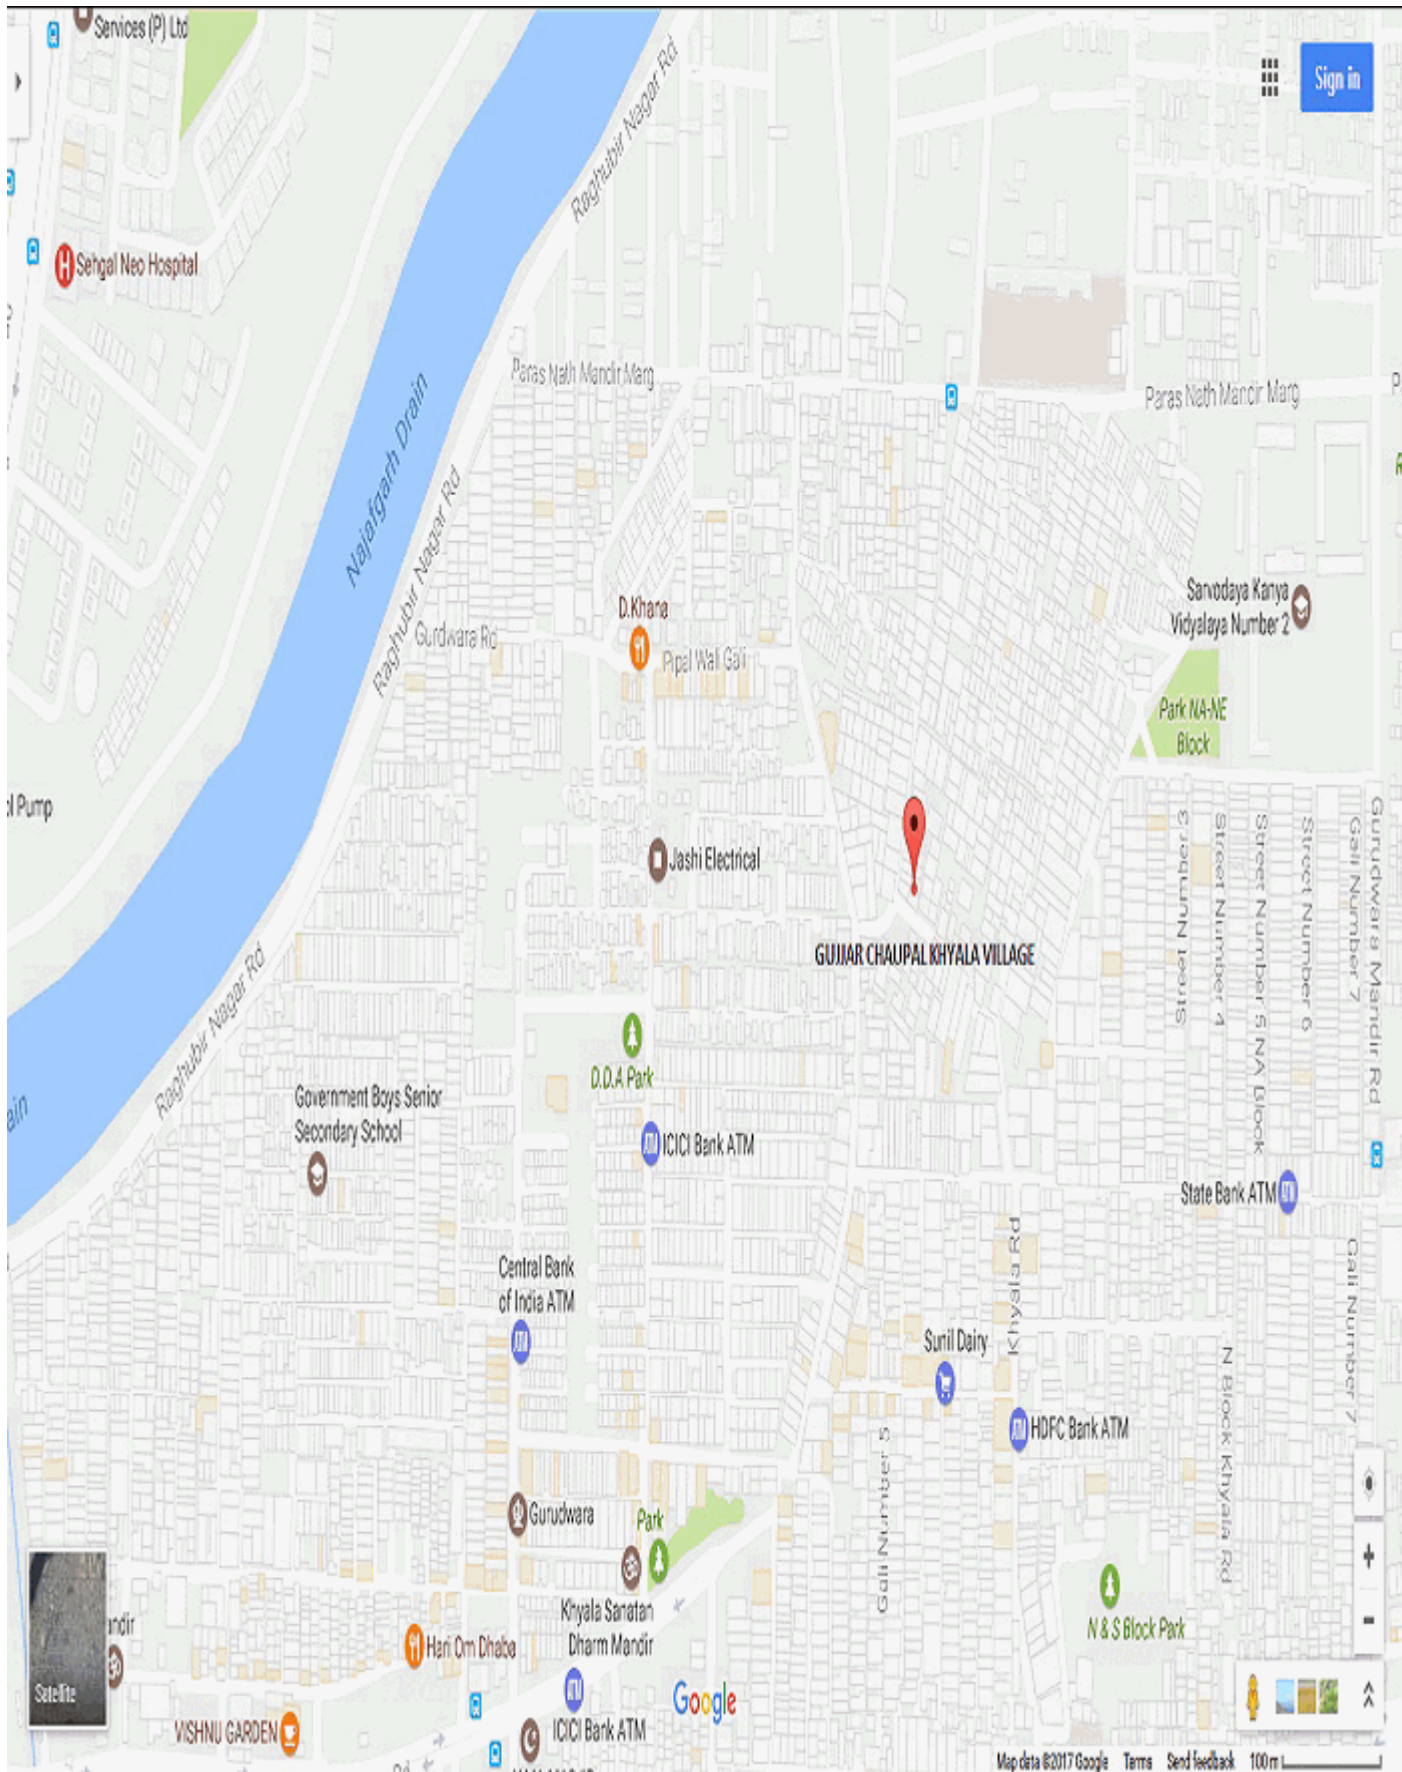 Services (P) Ltd
Sign in
Raghubir Nagar Rd
Sehgal Neo Hospital
Paras Nath Mandir Marg
Paras Nath Mandir Marg
Najafgarh Drain
Raghubir Nagar Rd
D.Khana
Gurdwara Rd
Pipal Wali Gali
Sarvodaya Kanya
Vidyalaya Number 2
Park NA-NE
Block
Pump
Jashi Electrical
Street Number 3
Street Number 4
Street Number 5 NA Block
Street Number 6
Gali Number 7
Gurudwara Mandir Rd
GUJJAR CHAUPAL KHYALA VILLAGE
Raghubir Nagar Rd
D.D.A Park
Government Boys Senior
Secondary School
ATM
ICICI Bank ATM
State Bank ATM
ATM
Khyala Rd
Central Bank
of India ATM
ATM
Gali Number 7
Sunil Dairy
N Block Khyala Rd
ATM
HDFC Bank ATM
Gali Number 5
Gurudwara
Park
Khyala Sanatan
Dharm Mandir
N & S Block Park
Hari Om Dhaba
Satellite
ATM
ICICI Bank ATM
Google
VISHNU GARDEN
Map data ©2017 Google
Terms
Send feedback
100 m